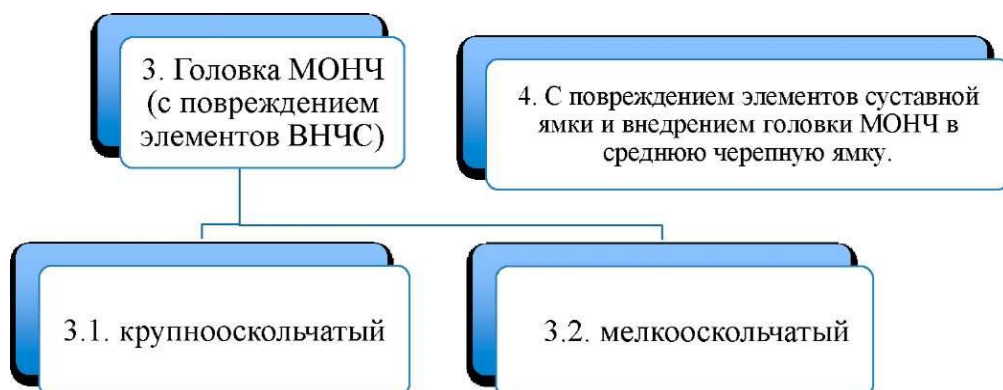 3. Головка МОНЧ
(с повреждением
элементов ВНЧС)
4. С повреждением элементов суставной
ямки и внедрением головки МОНЧ в
среднюю черепную ямку.
3.1. крупнооскольчатый
3.2. мелкооскольчатый